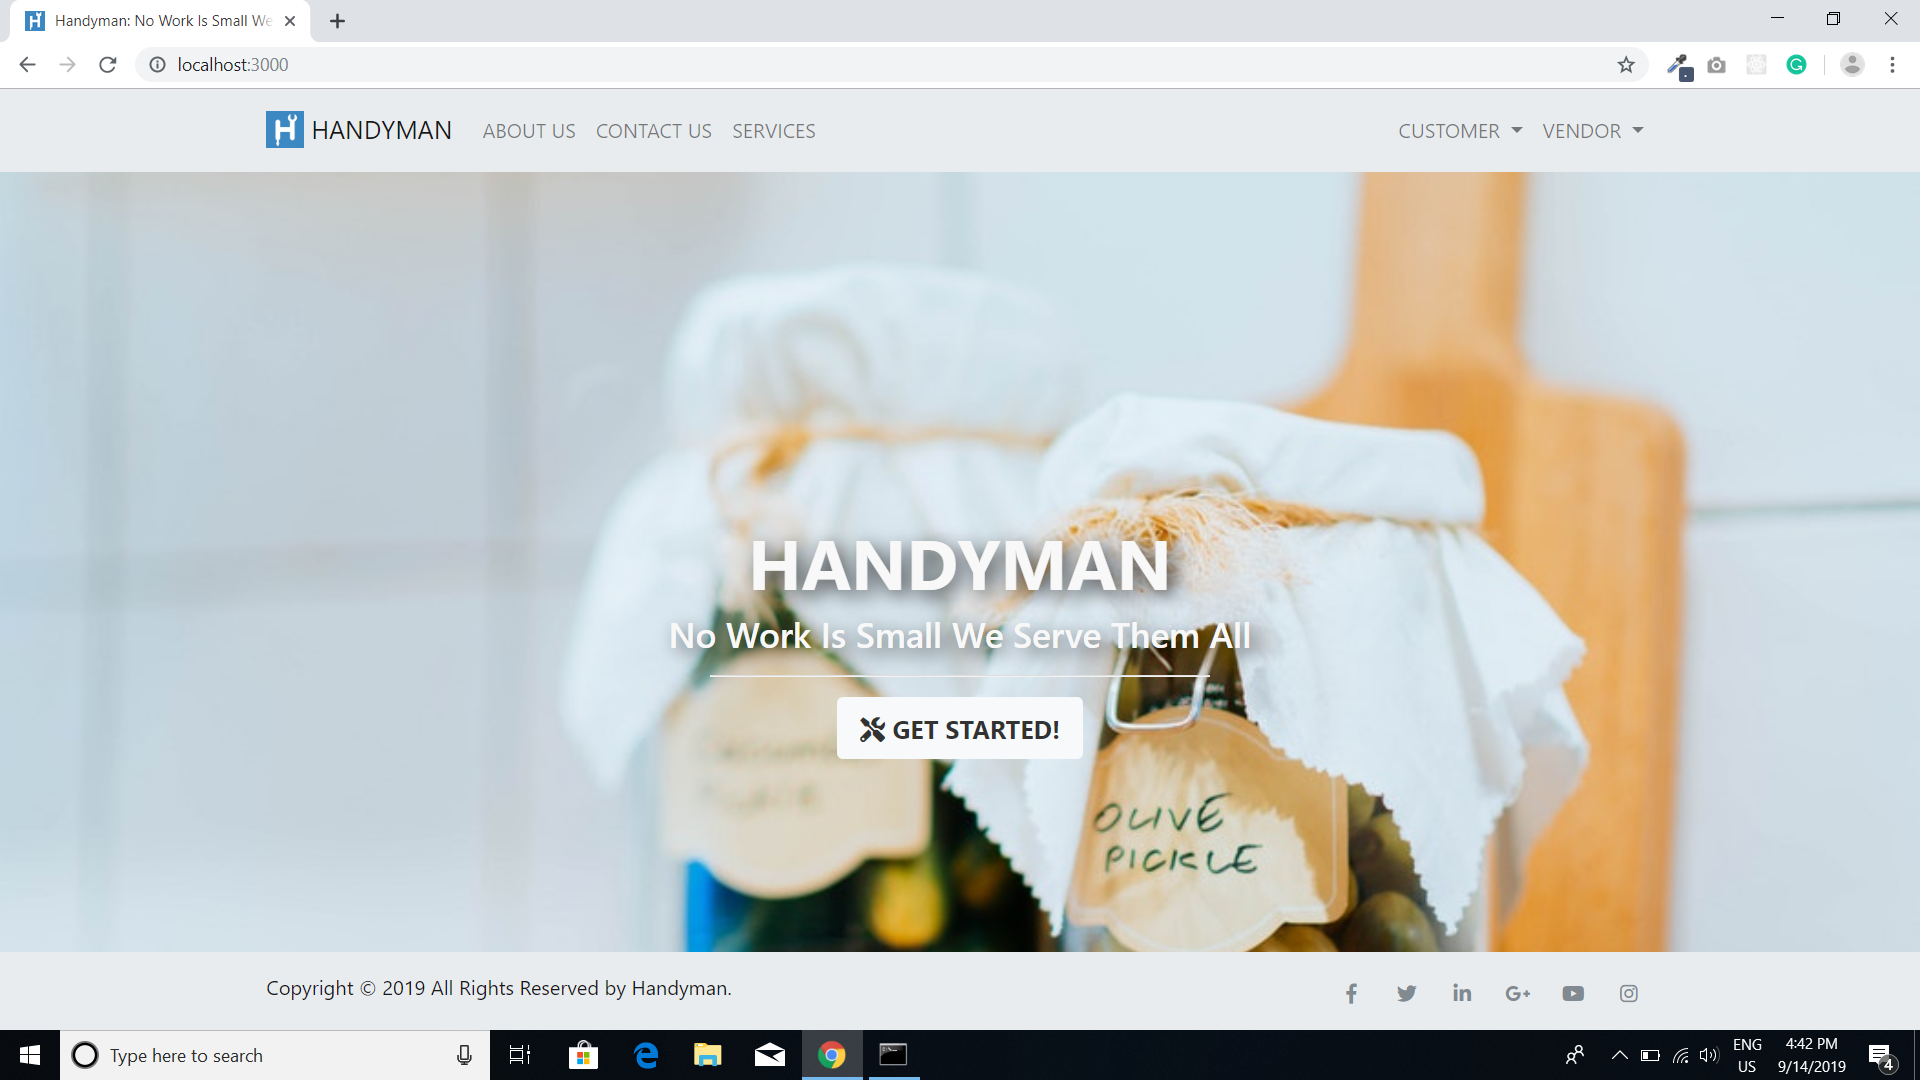 Handyman: No Work Is Small We
localhost:3000
HANDYMAN ABOUT US CONTACT US SERVICES CUSTOMER VENDOR
HANDYMAN
No Work Is Small We Serve Them All
GET STARTED!
OLIVE
PICKLE
Copyright © 2019 All Rights Reserved by Handyman.
Type here to search
ENG
US
4:42 PM
9/14/2019
4